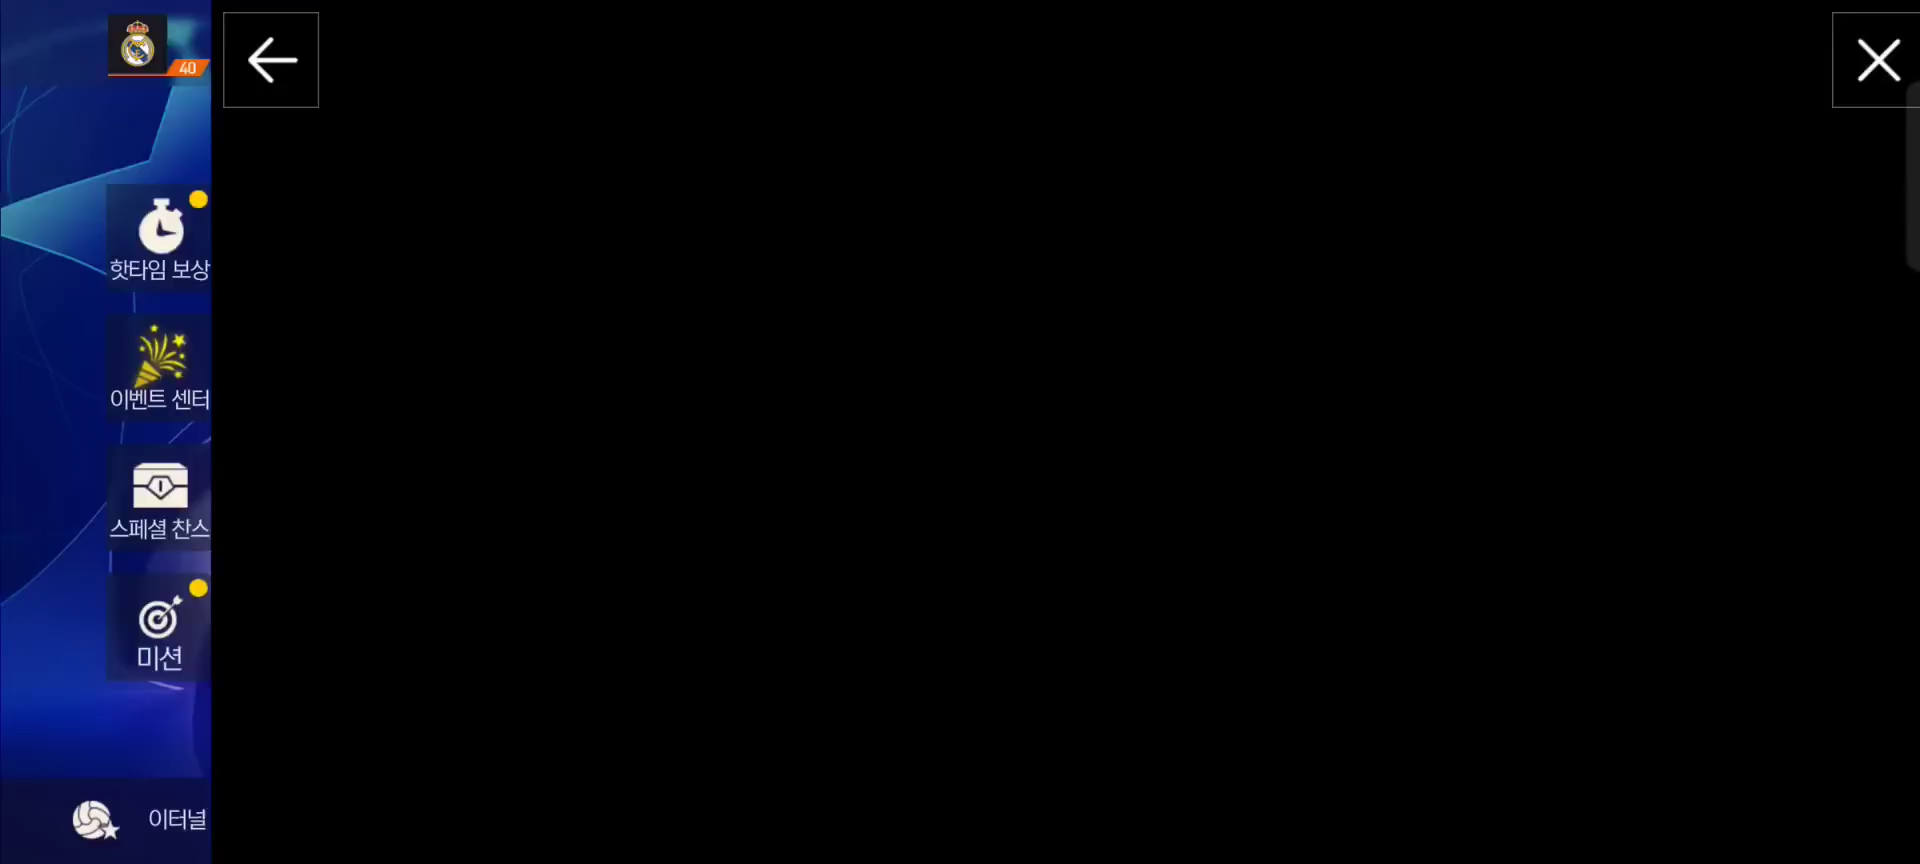 40
핫타임 보상
이벤트 센터
스페셜 찬스
미션
이터널